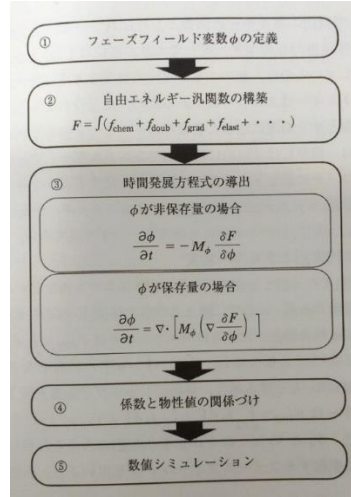 ① フェーズフィールド変数φの定義
② 自由エネルギー汎関数の構築
F=∫(f_chem+f_doub+f_grad+f_elast+・・・)
③ 時間発展方程式の導出
φが非保存量の場合
∂φ/∂t = −M_φ δF/δφ
φが保存量の場合
∂φ/∂t = ∇·[M_φ(∇ δF/δφ)]
④ 係数と物性値の関係づけ
⑤ 数値シミュレーション